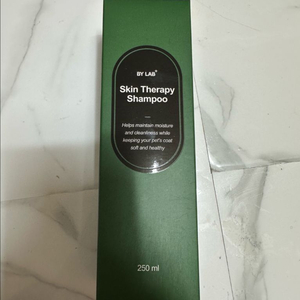 BY LAB+
Skin Therapy
Shampoo
Helps maintain moisture
and cleanliness while
keeping your pet's coat
soft and healthy
250 ml